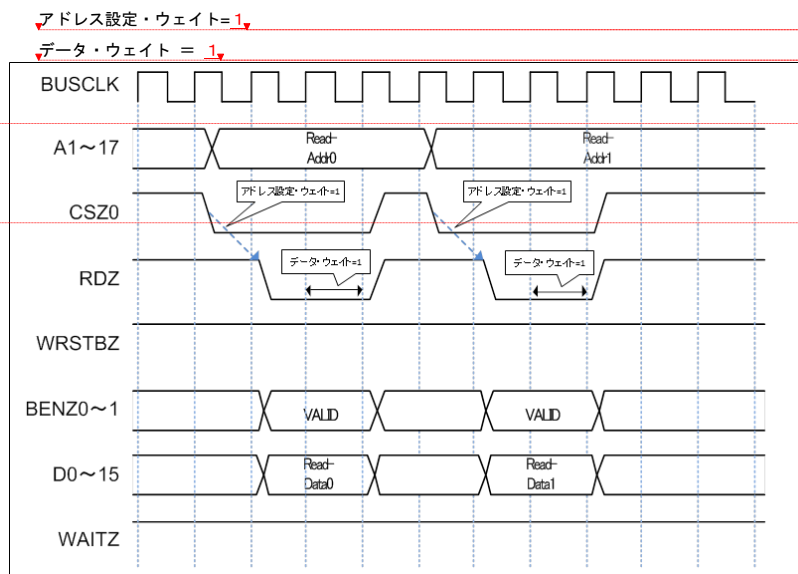 アドレス設定・ウェイト=1
データ・ウェイト = 1
BUSCLK
A1～17
Read-
Addr0
Read-
Addr1
CSZ0
アドレス設定・ウェイト=1
アドレス設定・ウェイト=1
RDZ
データ・ウェイト=1
データ・ウェイト=1
WRSTBZ
BENZ0～1
VALID
VALID
D0～15
Read-
Data0
Read-
Data1
WAITZ